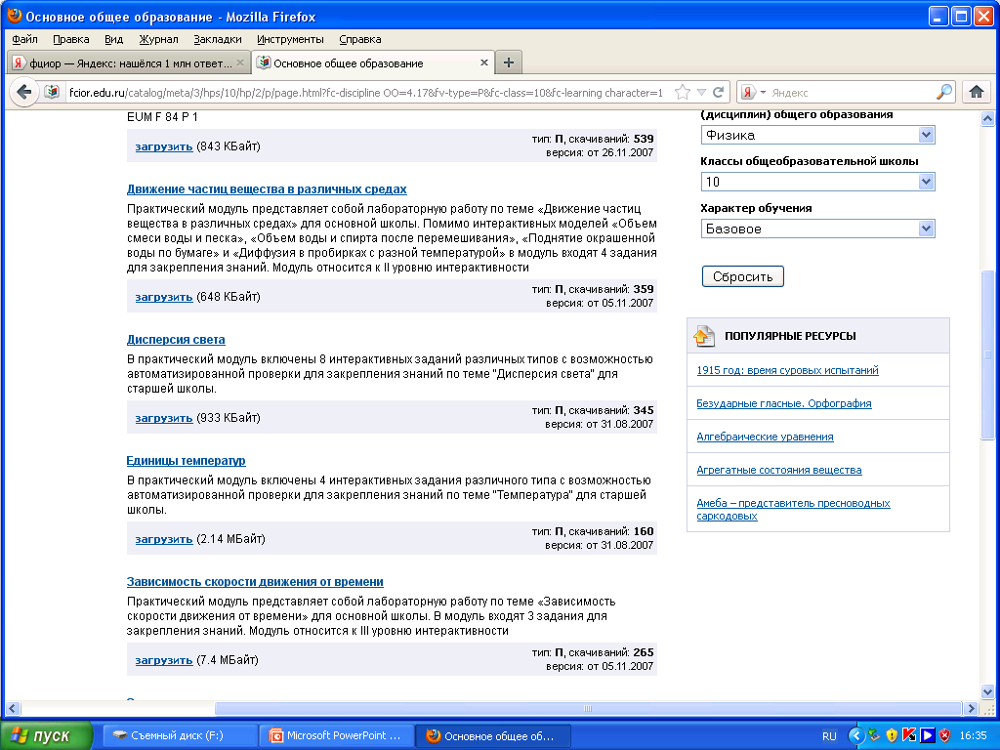 Основное общее образование - Mozilla Firefox
Файл Правка Вид Журнал Закладки Инструменты Справка
фциор — Яндекс: нашёлся 1 млн ответ...
Основное общее образование
fcior.edu.ru/catalog/meta/3/hps/10/hp/2/p/page.html?fc-discipline OO=4.17&fv-type=P&fc-class=10&fc-learning character=1
Яндекс
EUM F 84 P 1
загрузить (843 КБайт)
тип: П, скачиваний: 539
версия: от 26.11.2007
Движение частиц вещества в различных средах
Практический модуль представляет собой лабораторную работу по теме «Движение частиц
вещества в различных средах» для основной школы. Помимо интерактивных моделей «Объем
смеси воды и песка», «Объем воды и спирта после перемешивания», «Поднятие окрашенной
воды по бумаге» и «Диффузия в пробирках с разной температурой» в модуль входят 4 задания
для закрепления знаний. Модуль относится к II уровню интерактивности
загрузить (648 КБайт)
тип: П, скачиваний: 359
версия: от 05.11.2007
Дисперсия света
В практический модуль включены 8 интерактивных заданий различных типов с возможностью
автоматизированной проверки для закрепления знаний по теме "Дисперсия света" для
старшей школы.
загрузить (933 КБайт)
тип: П, скачиваний: 345
версия: от 31.08.2007
Единицы температур
В практический модуль включены 4 интерактивных задания различного типа с возможностью
автоматизированной проверки для закрепления знаний по теме "Температура" для старшей
школы.
загрузить (2.14 МБайт)
тип: П, скачиваний: 160
версия: от 31.08.2007
Зависимость скорости движения от времени
Практический модуль представляет собой лабораторную работу по теме «Зависимость
скорости движения от времени» для основной школы. В модуль входят 3 задания для
закрепления знаний. Модуль относится к III уровню интерактивности
загрузить (7.4 МБайт)
тип: П, скачиваний: 265
версия: от 05.11.2007
(дисциплин) общего образования
Физика
Классы общеобразовательной школы
10
Характер обучения
Базовое
Сбросить
ПОПУЛЯРНЫЕ РЕСУРСЫ
1915 год: время суровых испытаний
Безударные гласные. Орфография
Алгебраические уравнения
Агрегатные состояния вещества
Амеба – представитель пресноводных
саркодовых
пуск
Съемный диск (F:)
Microsoft PowerPoint ...
Основное общее об...
RU
16:35